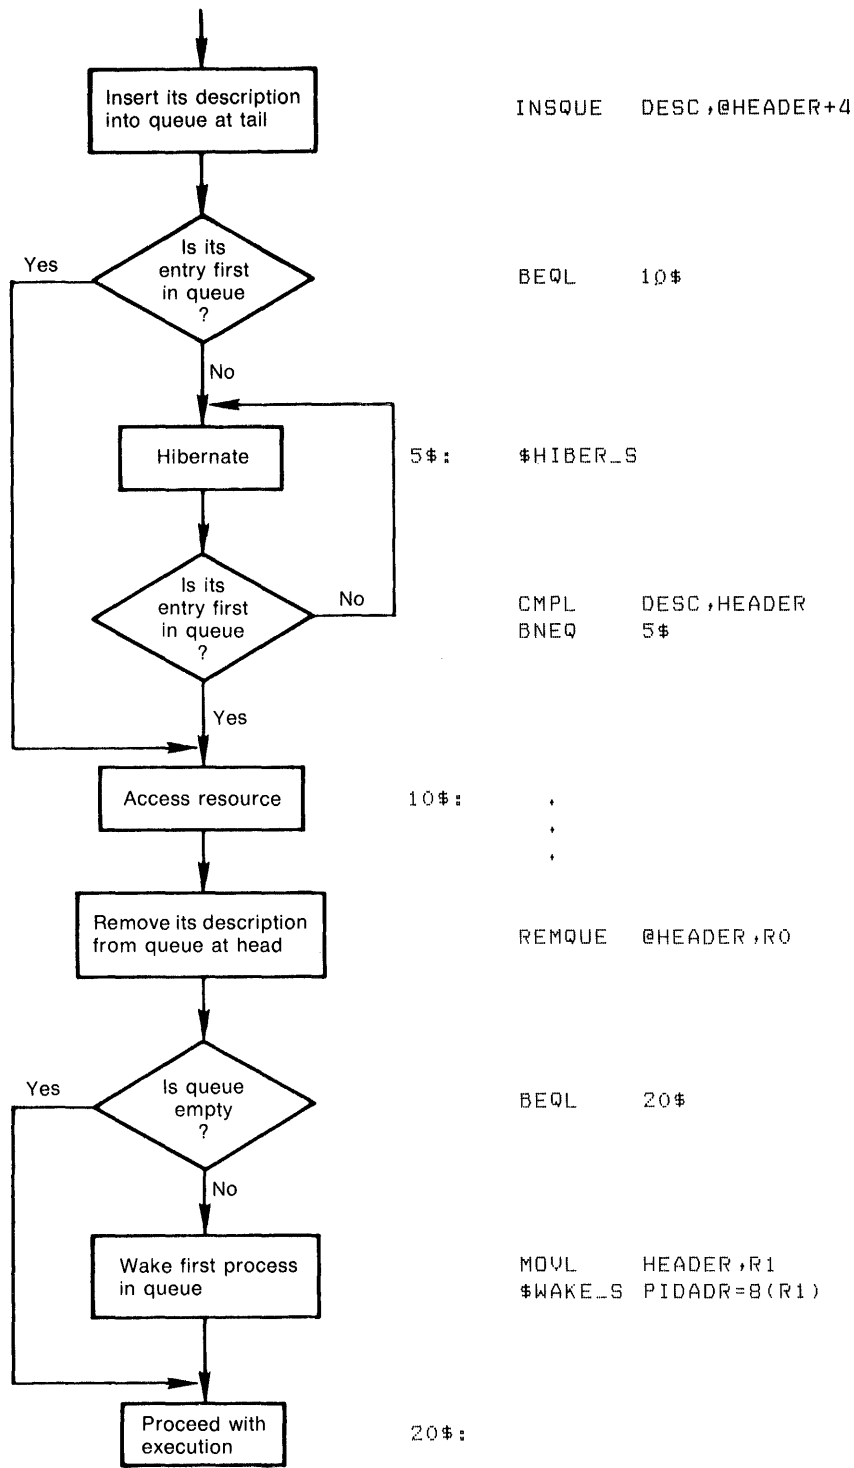 Insert its description
into queue at tail
INSQUE DESC,@HEADER+4
Is its
entry first
in queue
?
Yes
BEQL 10$
No
Hibernate
5$: $HIBER_S
Is its
entry first
in queue
?
No
CMPL DESC,HEADER
BNEQ 5$
Yes
Access resource
10$: .
.
.
Remove its description
from queue at head
REMQUE @HEADER,R0
Is queue
empty
?
Yes
BEQL 20$
No
Wake first process
in queue
MOVL HEADER,R1
$WAKE_S PIDADR=8(R1)
Proceed with
execution
20$: